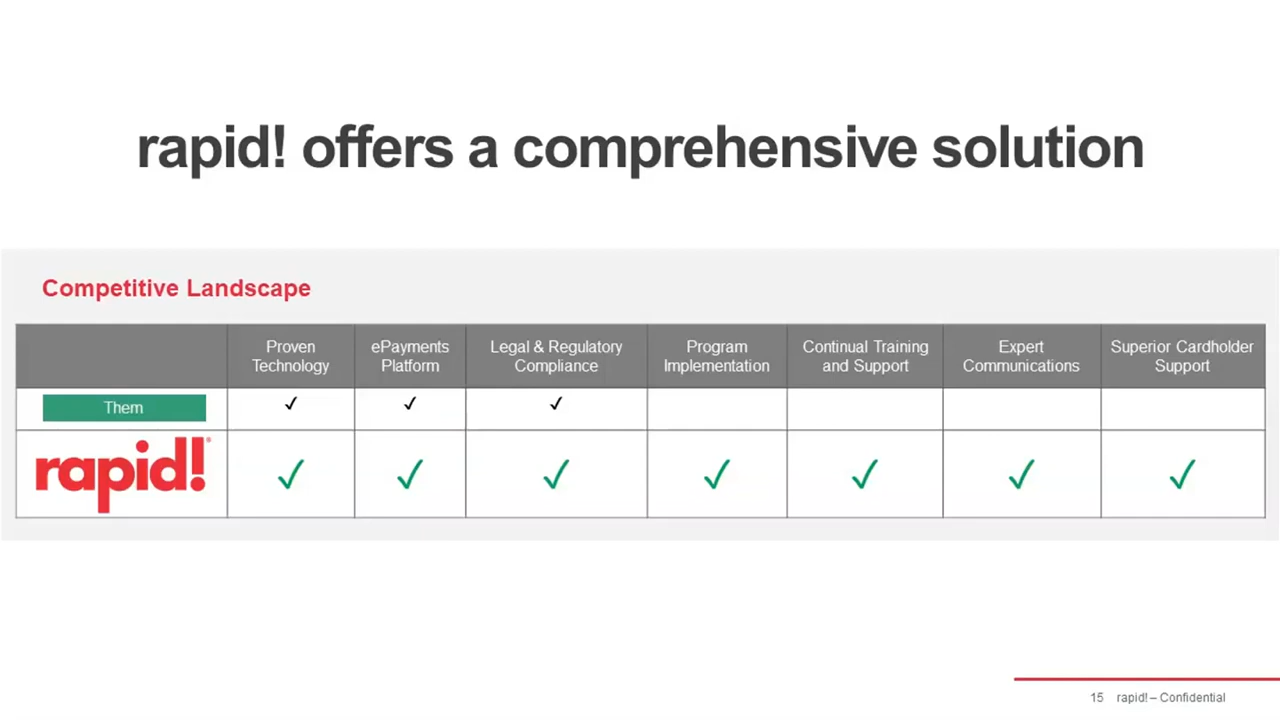 rapid! offers a comprehensive solution
Competitive Landscape
Proven Technology
ePayments Platform
Legal & Regulatory Compliance
Program Implementation
Continual Training and Support
Expert Communications
Superior Cardholder Support
Them ✓ ✓ ✓
rapid!® ✓ ✓ ✓ ✓ ✓ ✓ ✓
15 rapid! – Confidential